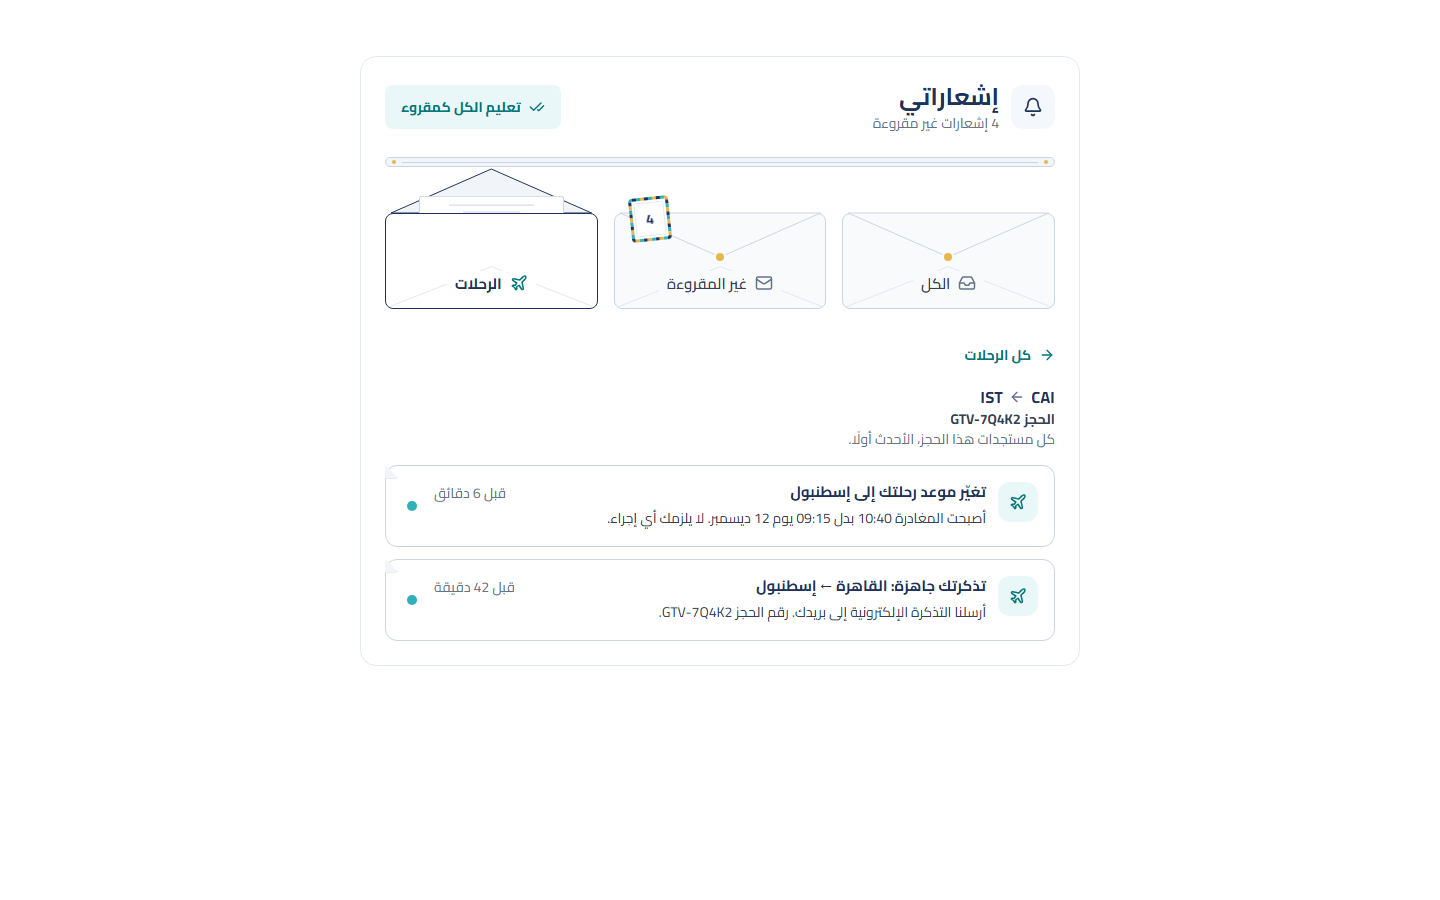 إشعاراتي
4 إشعارات غير مقروءة
تعليم الكل كمقروء
الكل
غير المقروءة
4
الرحلات
كل الرحلات
CAI ← IST
الحجز GTV-7Q4K2
كل مستجدات هذا الحجز، الأحدث أولًا.
تغيّر موعد رحلتك إلى إسطنبول
قبل 6 دقائق
أصبحت المغادرة 10:40 بدل 09:15 يوم 12 ديسمبر. لا يلزمك أي إجراء.
تذكرتك جاهزة: القاهرة ← إسطنبول
قبل 42 دقيقة
أرسلنا التذكرة الإلكترونية إلى بريدك. رقم الحجز GTV-7Q4K2.